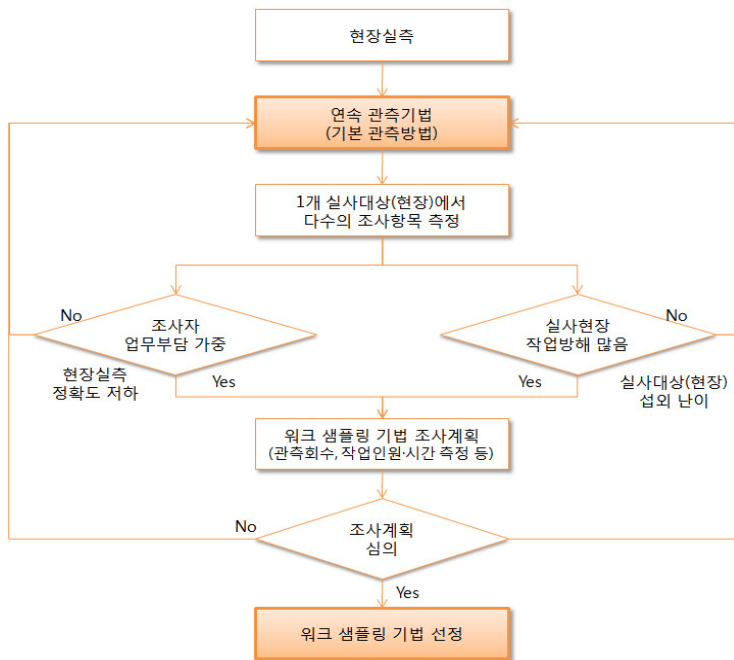 현장실측
연속 관측기법
(기본 관측방법)
1개 실사대상(현장)에서
다수의 조사항목 측정
No
조사자
업무부담 가중
실사현장
작업방해 많음
No
현장실측
정확도 저하
Yes
Yes
실사대상(현장)
섭외 난이
워크 샘플링 기법 조사계획
(관측회수, 작업인원·시간 측정 등)
No
조사계획
심의
Yes
워크 샘플링 기법 선정